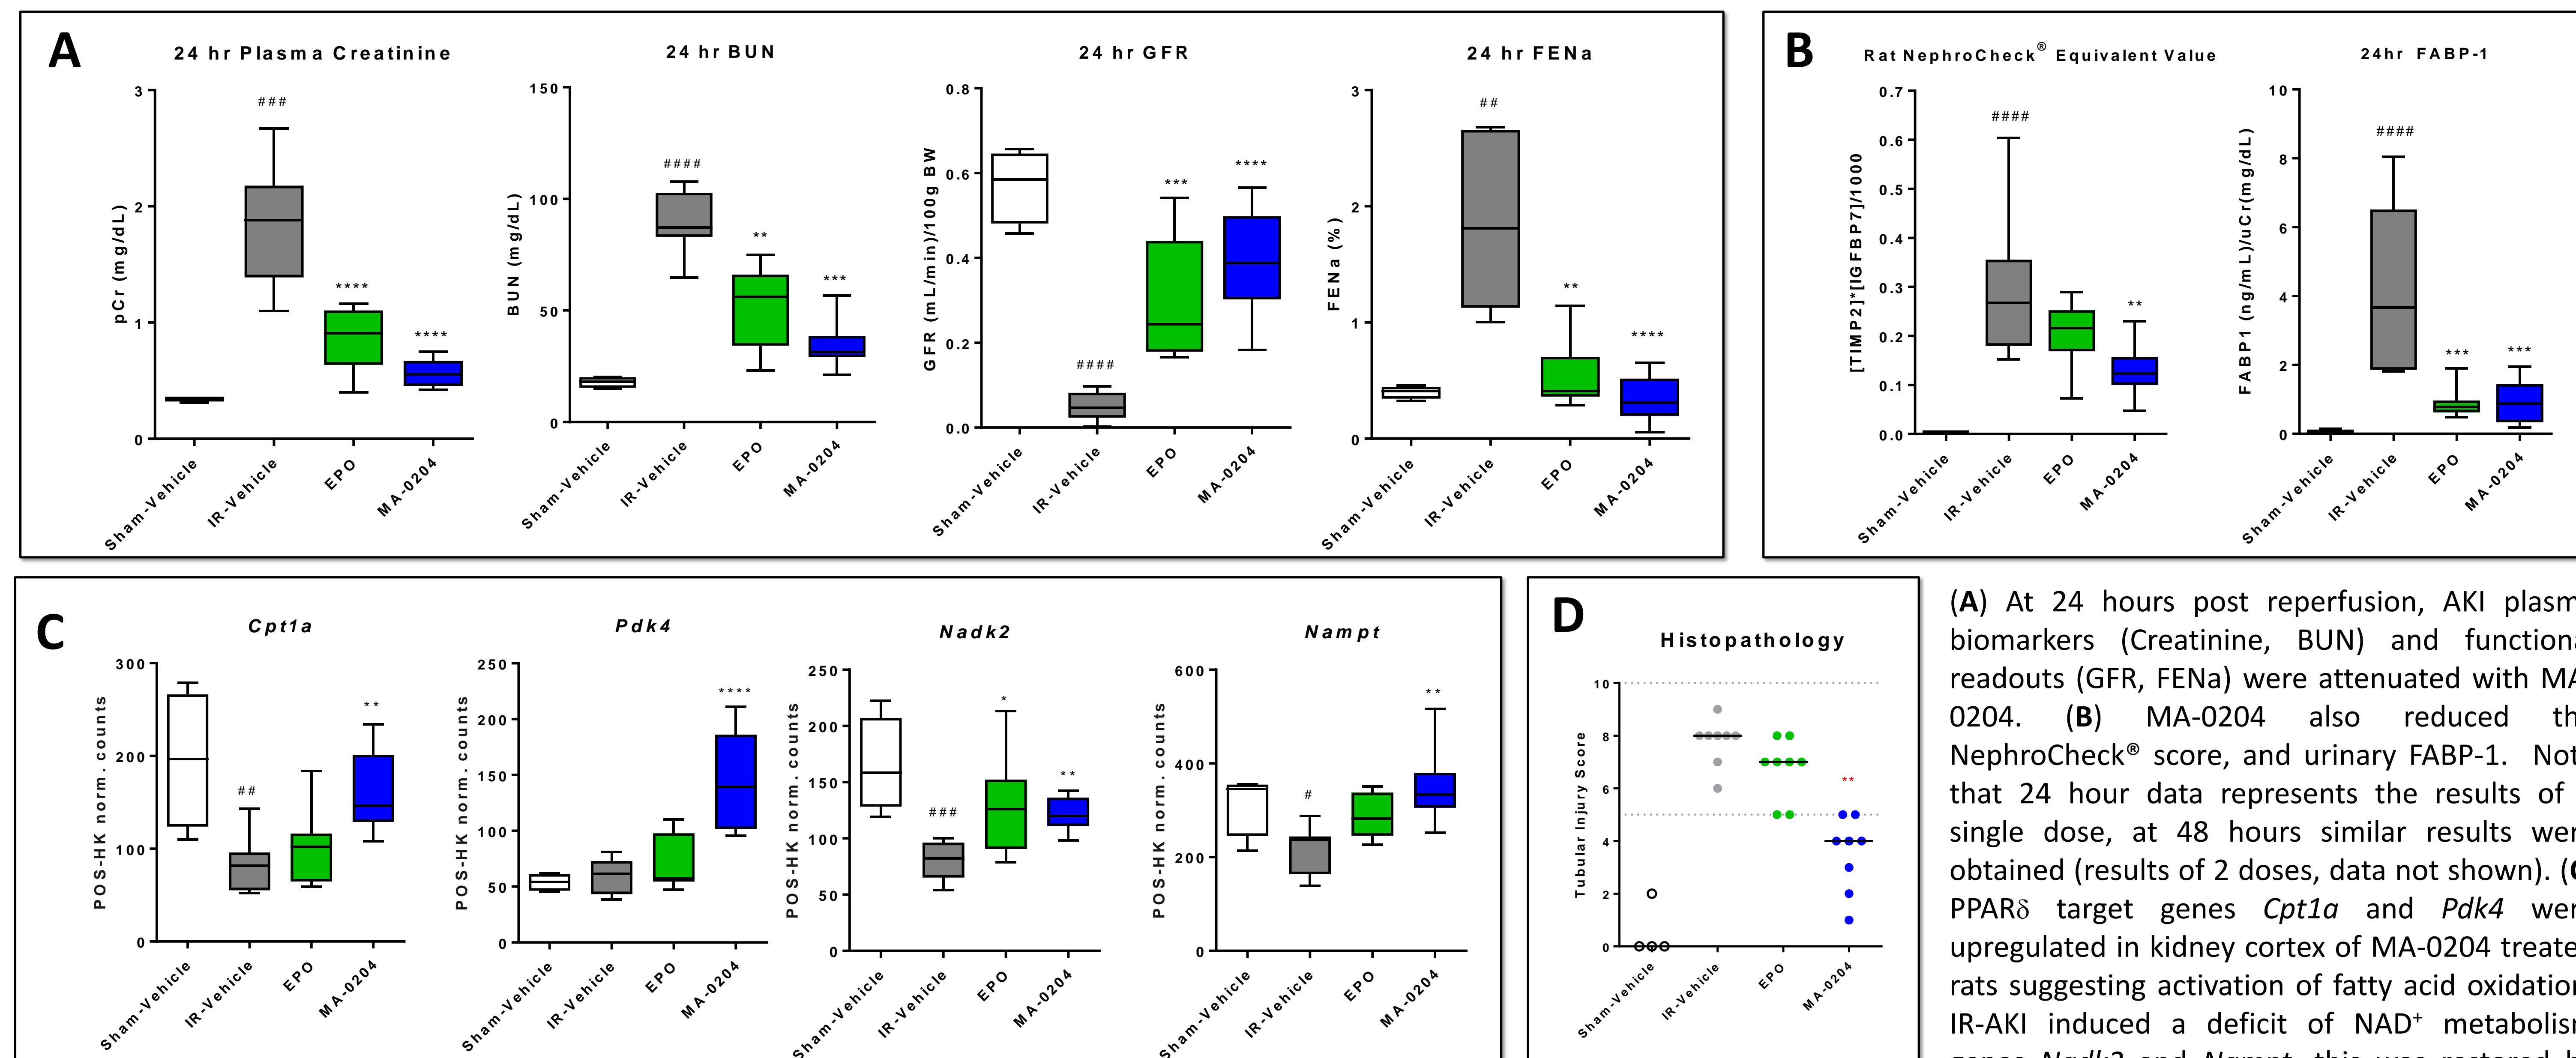 A
24 hr Plasma Creatinine
pCr (mg/dL)
3
2
1
0
###
****
****
Sham-Vehicle
IR-Vehicle
EPO
MA-0204
24 hr BUN
BUN (mg/dL)
150
100
50
0
####
**
***
Sham-Vehicle
IR-Vehicle
EPO
MA-0204
24 hr GFR
GFR (mL/min)/100g BW
0.8
0.6
0.4
0.2
0.0
####
***
****
Sham-Vehicle
IR-Vehicle
EPO
MA-0204
24 hr FENa
FENa (%)
3
2
1
0
##
**
****
Sham-Vehicle
IR-Vehicle
EPO
MA-0204
B
Rat NephroCheck® Equivalent Value
[TIMP2]*[IGFBP7]/1000
0.7
0.6
0.5
0.4
0.3
0.2
0.1
0.0
####
**
Sham-Vehicle
IR-Vehicle
EPO
MA-0204
24hr FABP-1
FABP1 (ng/mL)/uCr(mg/dL)
10
8
6
4
2
0
####
***
***
Sham-Vehicle
IR-Vehicle
EPO
MA-0204
C
Cpt1a
POS-HK norm. counts
300
200
100
0
##
**
Sham-Vehicle
IR-Vehicle
EPO
MA-0204
Pdk4
POS-HK norm. counts
250
200
150
100
50
0
****
Sham-Vehicle
IR-Vehicle
EPO
MA-0204
Nadk2
POS-HK norm. counts
250
200
150
100
50
0
###
*
**
Sham-Vehicle
IR-Vehicle
EPO
MA-0204
Nampt
POS-HK norm. counts
600
400
200
0
#
**
Sham-Vehicle
IR-Vehicle
EPO
MA-0204
D
Histopathology
Tubular Injury Score
10
8
6
4
2
0
**
Sham-Vehicle
IR-Vehicle
EPO
MA-0204
(A) At 24 hours post reperfusion, AKI plasm
biomarkers (Creatinine, BUN) and functiona
readouts (GFR, FENa) were attenuated with MA
0204. (B) MA-0204 also reduced th
NephroCheck® score, and urinary FABP-1. Not
that 24 hour data represents the results of
single dose, at 48 hours similar results wer
obtained (results of 2 doses, data not shown). (
PPARδ target genes Cpt1a and Pdk4 wer
upregulated in kidney cortex of MA-0204 treate
rats suggesting activation of fatty acid oxidation
IR-AKI induced a deficit of NAD⁺ metabolism
genes Nadk2 and Nampt, this was restored